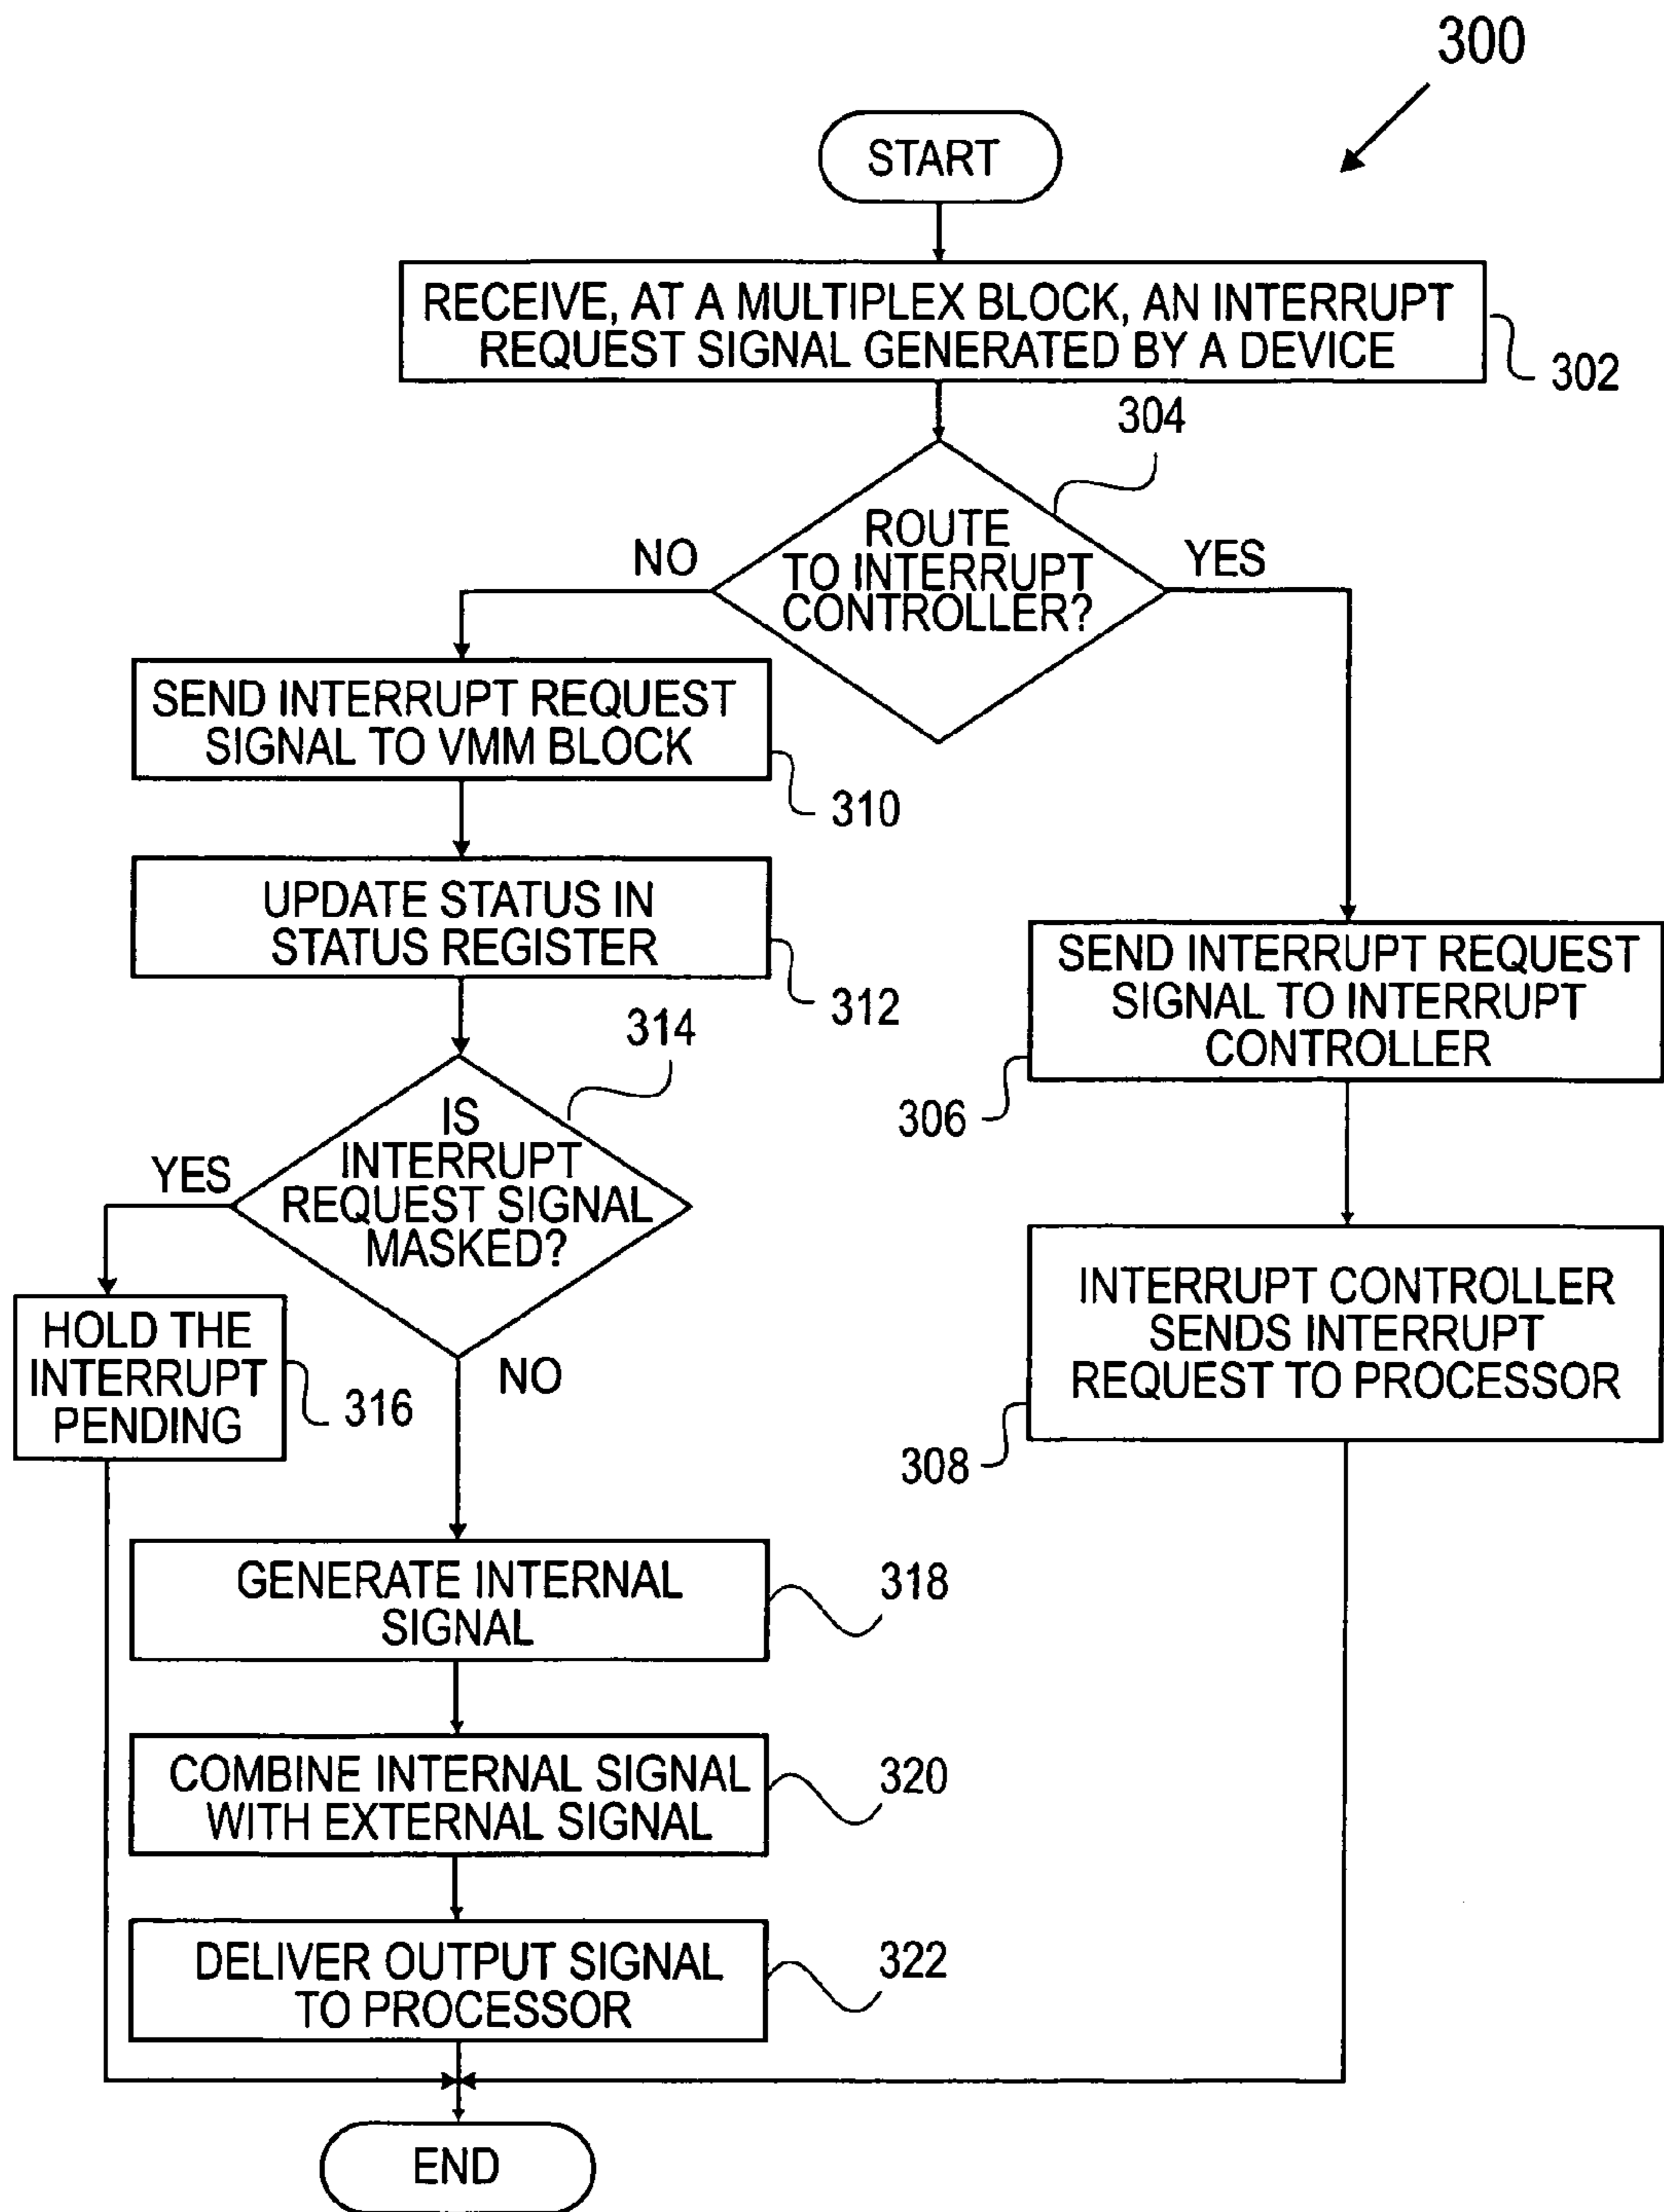 300
START
RECEIVE, AT A MULTIPLEX BLOCK, AN INTERRUPT
REQUEST SIGNAL GENERATED BY A DEVICE
302
304
ROUTE
TO INTERRUPT
CONTROLLER?
NO
YES
SEND INTERRUPT REQUEST
SIGNAL TO VMM BLOCK
310
UPDATE STATUS IN
STATUS REGISTER
312
SEND INTERRUPT REQUEST
SIGNAL TO INTERRUPT
CONTROLLER
306
314
IS
INTERRUPT
REQUEST SIGNAL
MASKED?
YES
NO
HOLD THE
INTERRUPT
PENDING
316
INTERRUPT CONTROLLER
SENDS INTERRUPT
REQUEST TO PROCESSOR
308
GENERATE INTERNAL
SIGNAL
318
COMBINE INTERNAL SIGNAL
WITH EXTERNAL SIGNAL
320
DELIVER OUTPUT SIGNAL
TO PROCESSOR
322
END